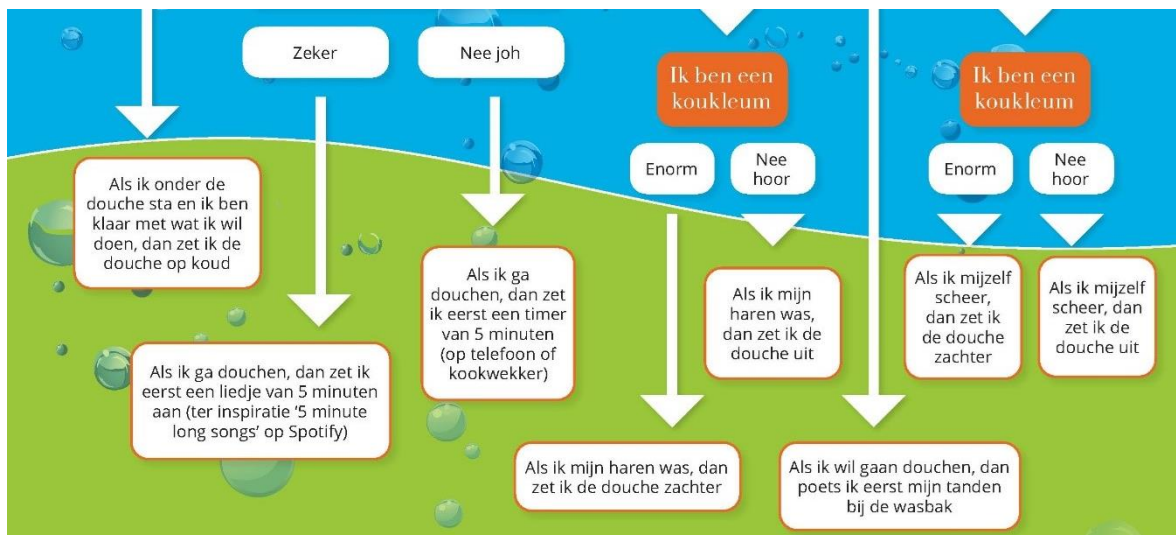 Zeker
Nee joh
Ik ben een
koukleum
Ik ben een
koukleum
Enorm
Nee
hoor
Enorm
Nee
hoor
Als ik onder de
douche sta en ik ben
klaar met wat ik wil
doen, dan zet ik de
douche op koud
Als ik ga
douchen, dan zet
ik eerst een timer
van 5 minuten
(op telefoon of
kookwekker)
Als ik mijn
haren was,
dan zet ik de
douche uit
Als ik mijzelf
scheer,
dan zet ik
de douche
zachter
Als ik mijzelf
scheer, dan
zet ik de
douche uit
Als ik ga douchen, dan zet ik
eerst een liedje van 5 minuten
aan (ter inspiratie ‘5 minute
long songs’ op Spotify)
Als ik mijn haren was, dan
zet ik de douche zachter
Als ik wil gaan douchen, dan
poets ik eerst mijn tanden
bij de wasbak